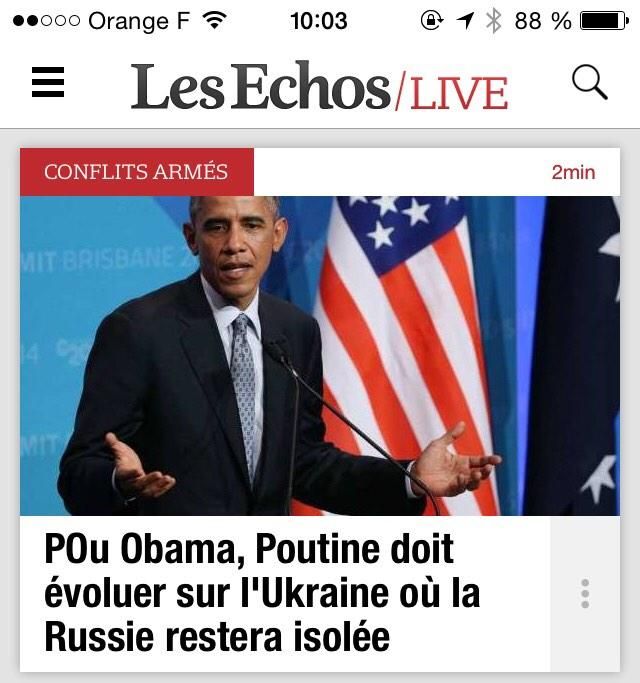 Orange F 10:03 88 %
Les Echos/LIVE
CONFLITS ARMÉS 2min
MIT BRISBANE 2
MIT
POu Obama, Poutine doit
évoluer sur l'Ukraine où la
Russie restera isolée